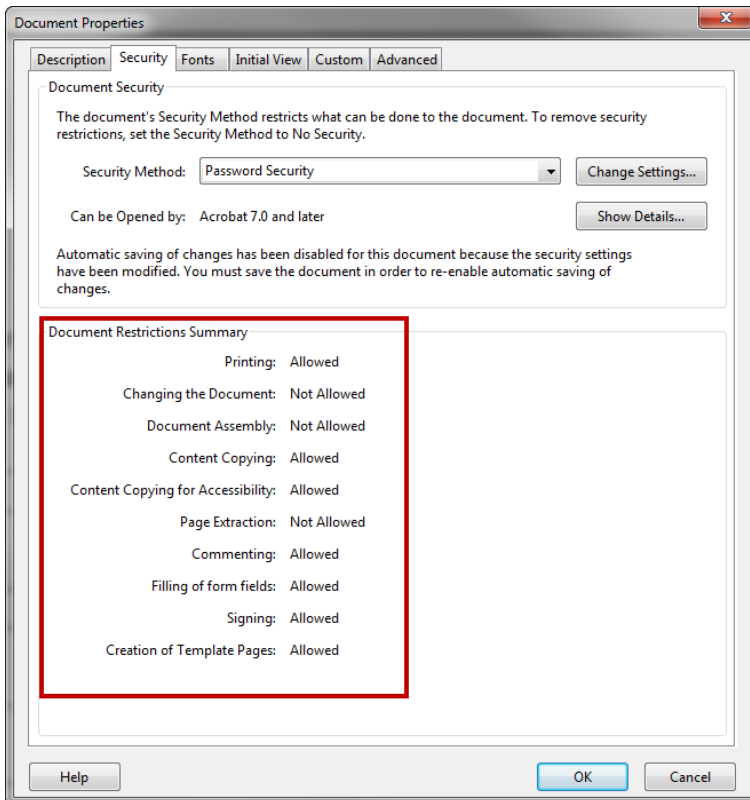 Document Properties
Description Security Fonts Initial View Custom Advanced
Document Security
The document's Security Method restricts what can be done to the document. To remove security
restrictions, set the Security Method to No Security.
Security Method: Password Security Change Settings...
Can be Opened by: Acrobat 7.0 and later Show Details...
Automatic saving of changes has been disabled for this document because the security settings
have been modified. You must save the document in order to re-enable automatic saving of
changes.
Document Restrictions Summary
Printing: Allowed
Changing the Document: Not Allowed
Document Assembly: Not Allowed
Content Copying: Allowed
Content Copying for Accessibility: Allowed
Page Extraction: Not Allowed
Commenting: Allowed
Filling of form fields: Allowed
Signing: Allowed
Creation of Template Pages: Allowed
Help OK Cancel